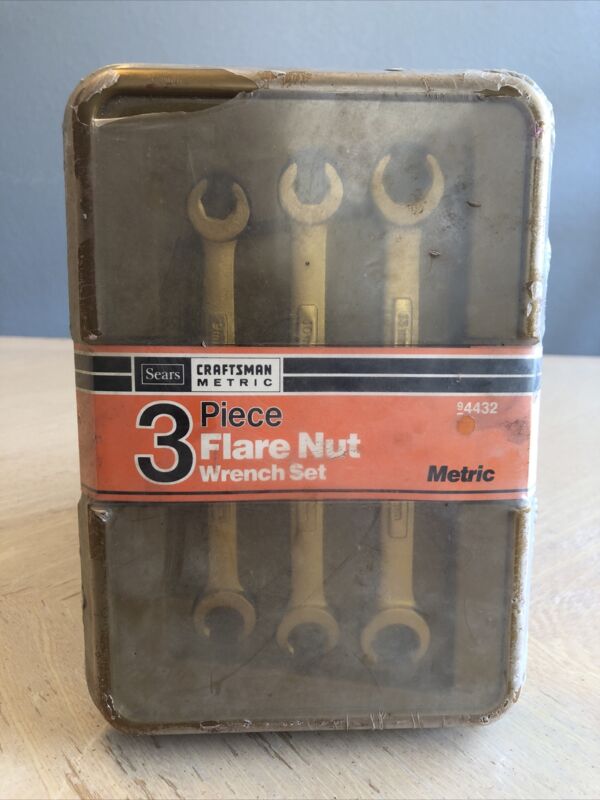 Sears
CRAFTSMAN
METRIC
3 Piece
94432
Flare Nut
Wrench Set
Metric